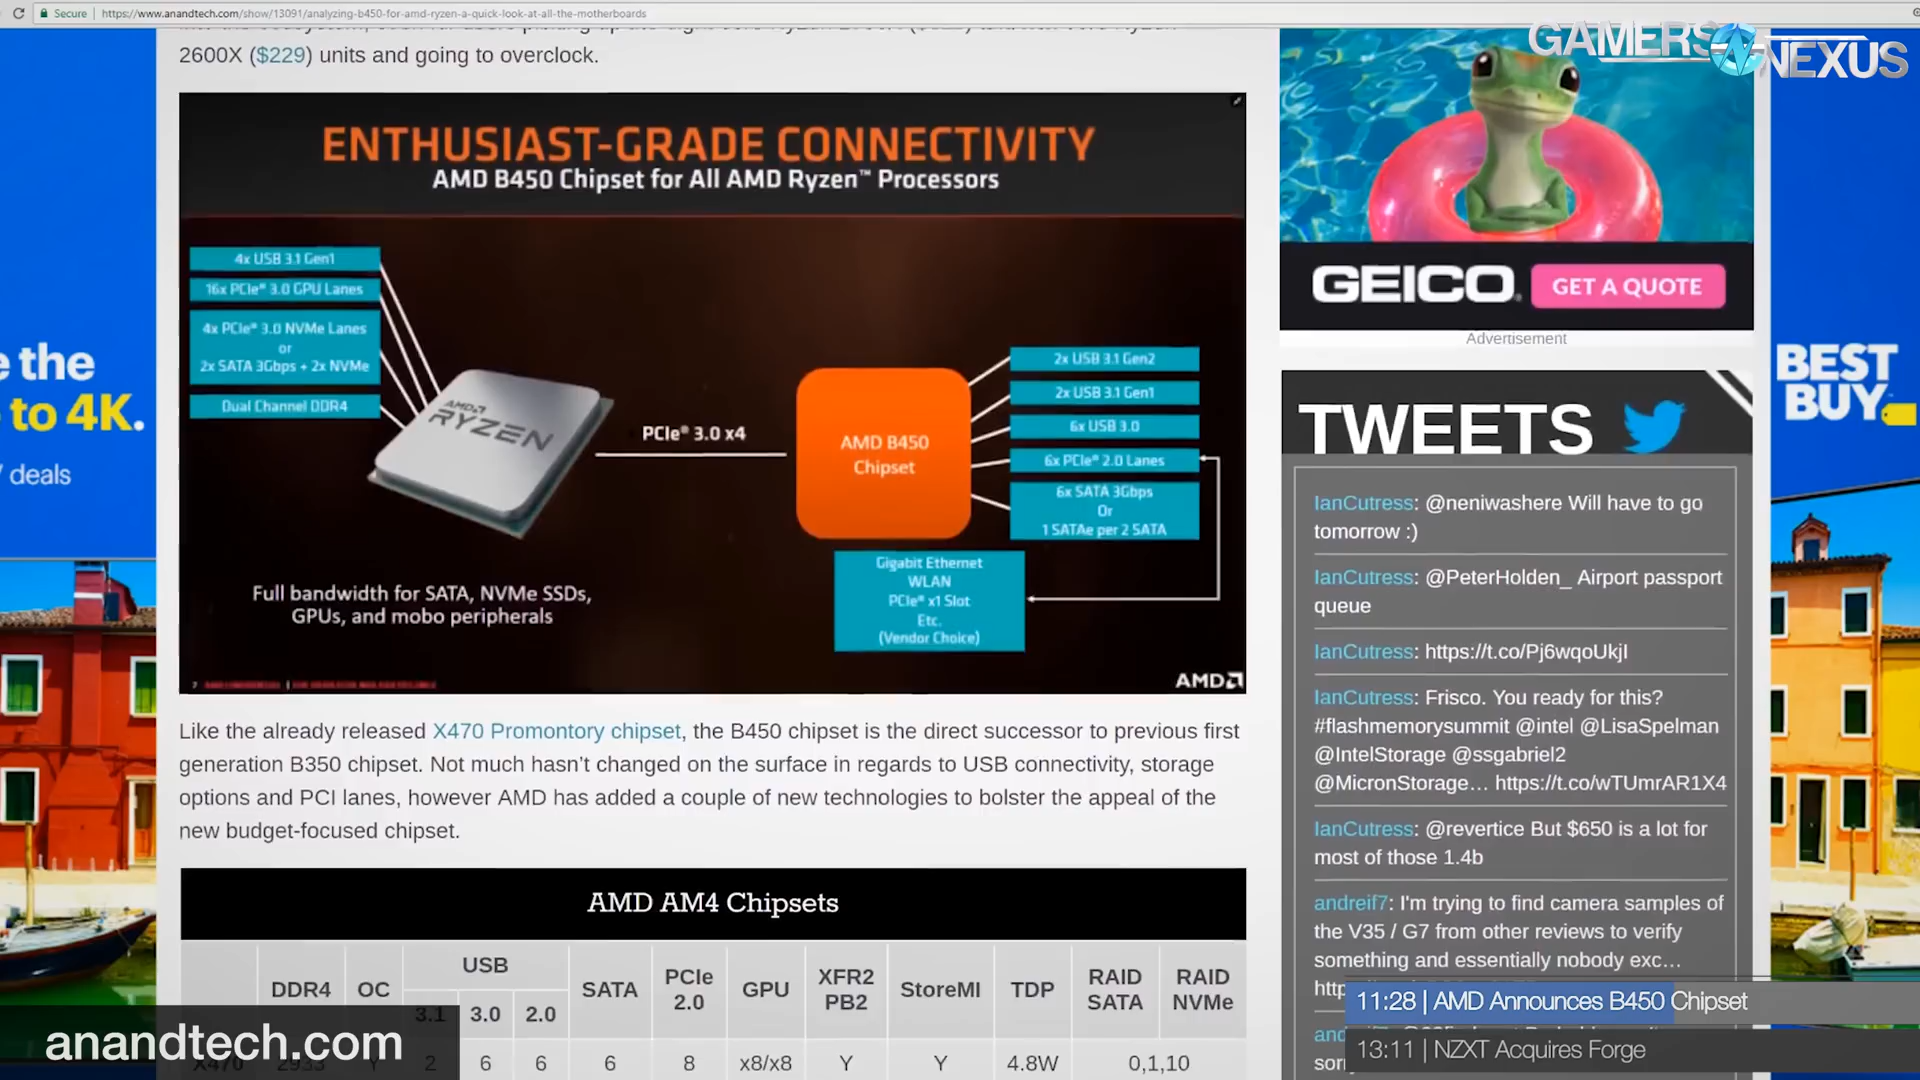 Secure
https://www.anandtech.com/show/13091/analyzing-b450-for-amd-ryzen-a-quick-look-at-all-the-motherboards
GAMERS NEXUS
2600X ($229) units and going to overclock.
ENTHUSIAST-GRADE CONNECTIVITY
AMD B450 Chipset for All AMD Ryzen™ Processors
4x USB 3.1 Gen1
16x PCIe® 3.0 GPU Lanes
4x PCIe® 3.0 NVMe Lanes
or
2x SATA 3Gbps + 2x NVMe
Dual Channel DDR4
AMD
RYZEN
PCIe® 3.0 x4
AMD B450
Chipset
2x USB 3.1 Gen2
2x USB 3.1 Gen1
6x USB 3.0
6x PCIe® 2.0 Lanes
6x SATA 3Gbps
Or
1 SATAe per 2 SATA
Gigabit Ethernet
WLAN
PCIe® x1 Slot
Etc.
(Vendor Choice)
Full bandwidth for SATA, NVMe SSDs,
GPUs, and mobo peripherals
7
AMD
Like the already released X470 Promontory chipset, the B450 chipset is the direct successor to previous first
generation B350 chipset. Not much hasn't changed on the surface in regards to USB connectivity, storage
options and PCI lanes, however AMD has added a couple of new technologies to bolster the appeal of the
new budget-focused chipset.
AMD AM4 Chipsets
DDR4 OC USB SATA PCIe 2.0 GPU XFR2 PB2 StoreMI TDP RAID SATA RAID NVMe
3.1 3.0 2.0
X470 2933 Y 2 6 6 6 8 x8/x8 Y Y 4.8W 0,1,10
e the
to 4K.
deals
GEICO
GET A QUOTE
Advertisement
BEST
BUY
TWEETS
IanCutress: @neniwashere Will have to go
tomorrow :)
IanCutress: @PeterHolden_ Airport passport
queue
IanCutress: https://t.co/Pj6wqoUkjI
IanCutress: Frisco. You ready for this?
#flashmemorysummit @intel @LisaSpelman
@IntelStorage @ssgabriel2
@MicronStorage… https://t.co/wTUmrAR1X4
IanCutress: @revertice But $650 is a lot for
most of those 1.4b
andreif7: I'm trying to find camera samples of
the V35 / G7 from other reviews to verify
something and essentially nobody exc…
11:28 | AMD Announces B450 Chipset
13:11 | NZXT Acquires Forge
anandtech.com